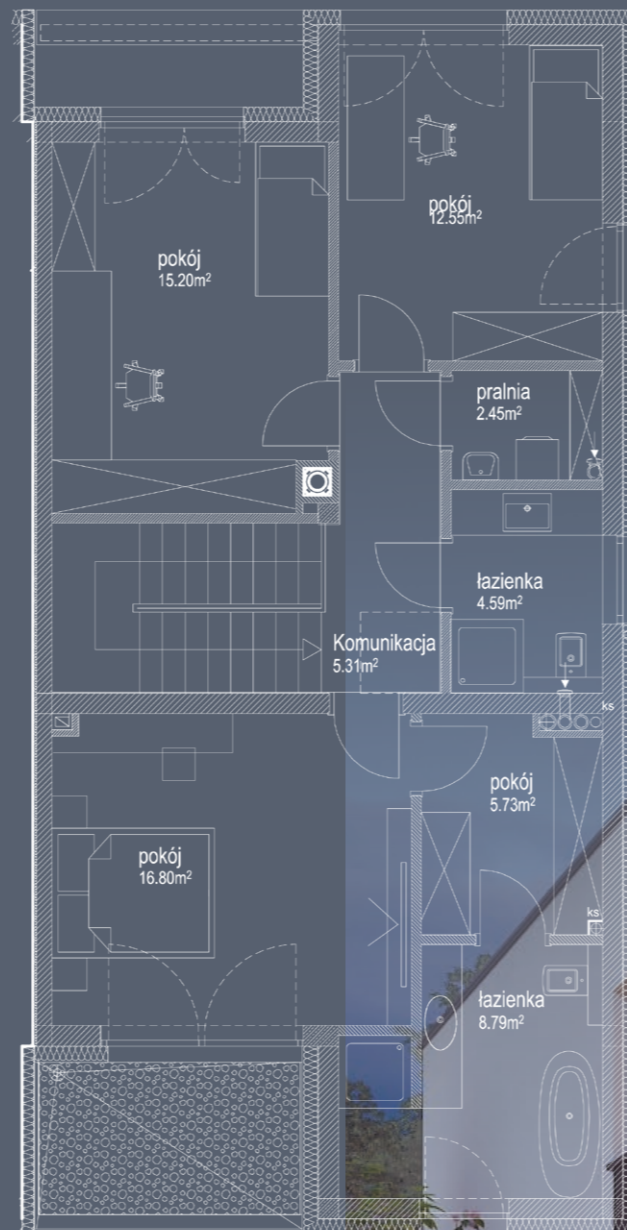 pokój
12.55m²
pokój
15.20m²
pralnia
2.45m²
łazienka
4.59m²
Komunikacja
5.31m²
ks
pokój
5.73m²
pokój
16.80m²
ks
łazienka
8.79m²